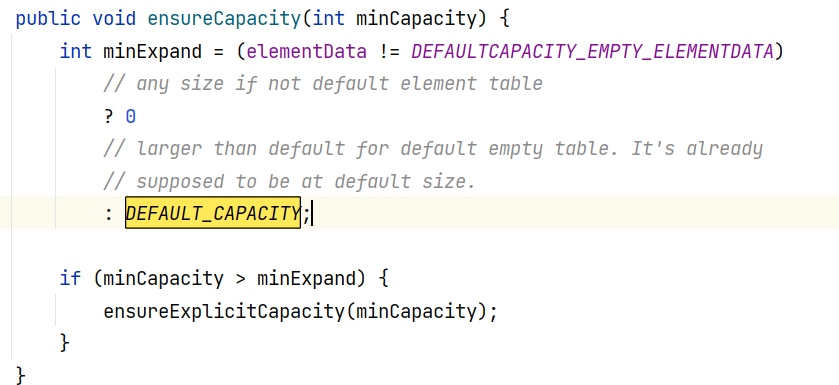 public void ensureCapacity(int minCapacity) {
    int minExpand = (elementData != DEFAULTCAPACITY_EMPTY_ELEMENTDATA)
        // any size if not default element table
        ? 0
        // larger than default for default empty table. It's already
        // supposed to be at default size.
        : DEFAULT_CAPACITY;

    if (minCapacity > minExpand) {
        ensureExplicitCapacity(minCapacity);
    }
}